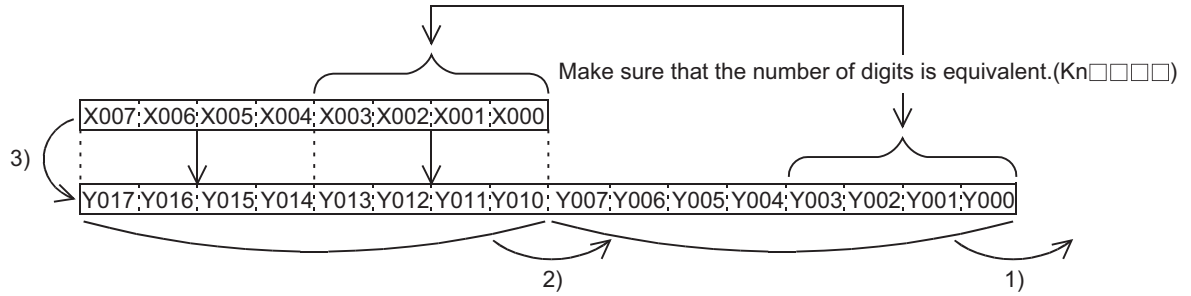 Make sure that the number of digits is equivalent.(Kn□□□□)
X007 X006 X005 X004 X003 X002 X001 X000
3)
Y017 Y016 Y015 Y014 Y013 Y012 Y011 Y010 Y007 Y006 Y005 Y004 Y003 Y002 Y001 Y000
2) 1)